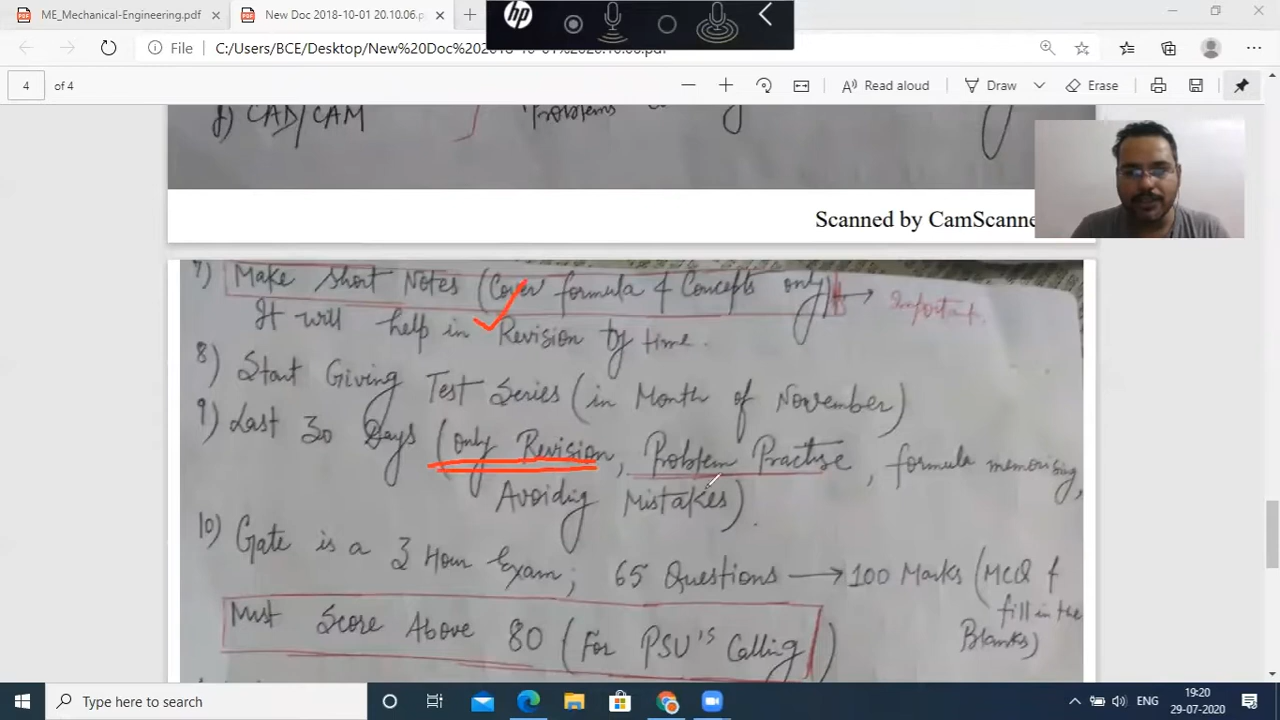 ME_Mechanical-Engineering.pdf
New Doc 2018-10-01 20.10.06.pdf
hp
File
C:/Users/BCE/Desktop/New%20Doc%202018-10-01%2020.10.06.pdf
4 of 4
Read aloud
Draw
Erase
f) CAD/CAM
Problems
Scanned by CamScanne
7) Make Short Notes (Cover formula & Concepts only) → Important.
It will help in Revision by time.
8) Start Giving Test Series (in Month of November)
9) Last 30 Days (only Revision, Problem Practise, formula memorising,
Avoiding Mistakes).
10) Gate is a 3 Hour Exam; 65 Questions → 100 Marks (MCQ &
fill in the
Blanks)
Must Score Above 80 (For PSU's Calling)
Type here to search
ENG
19:20
29-07-2020